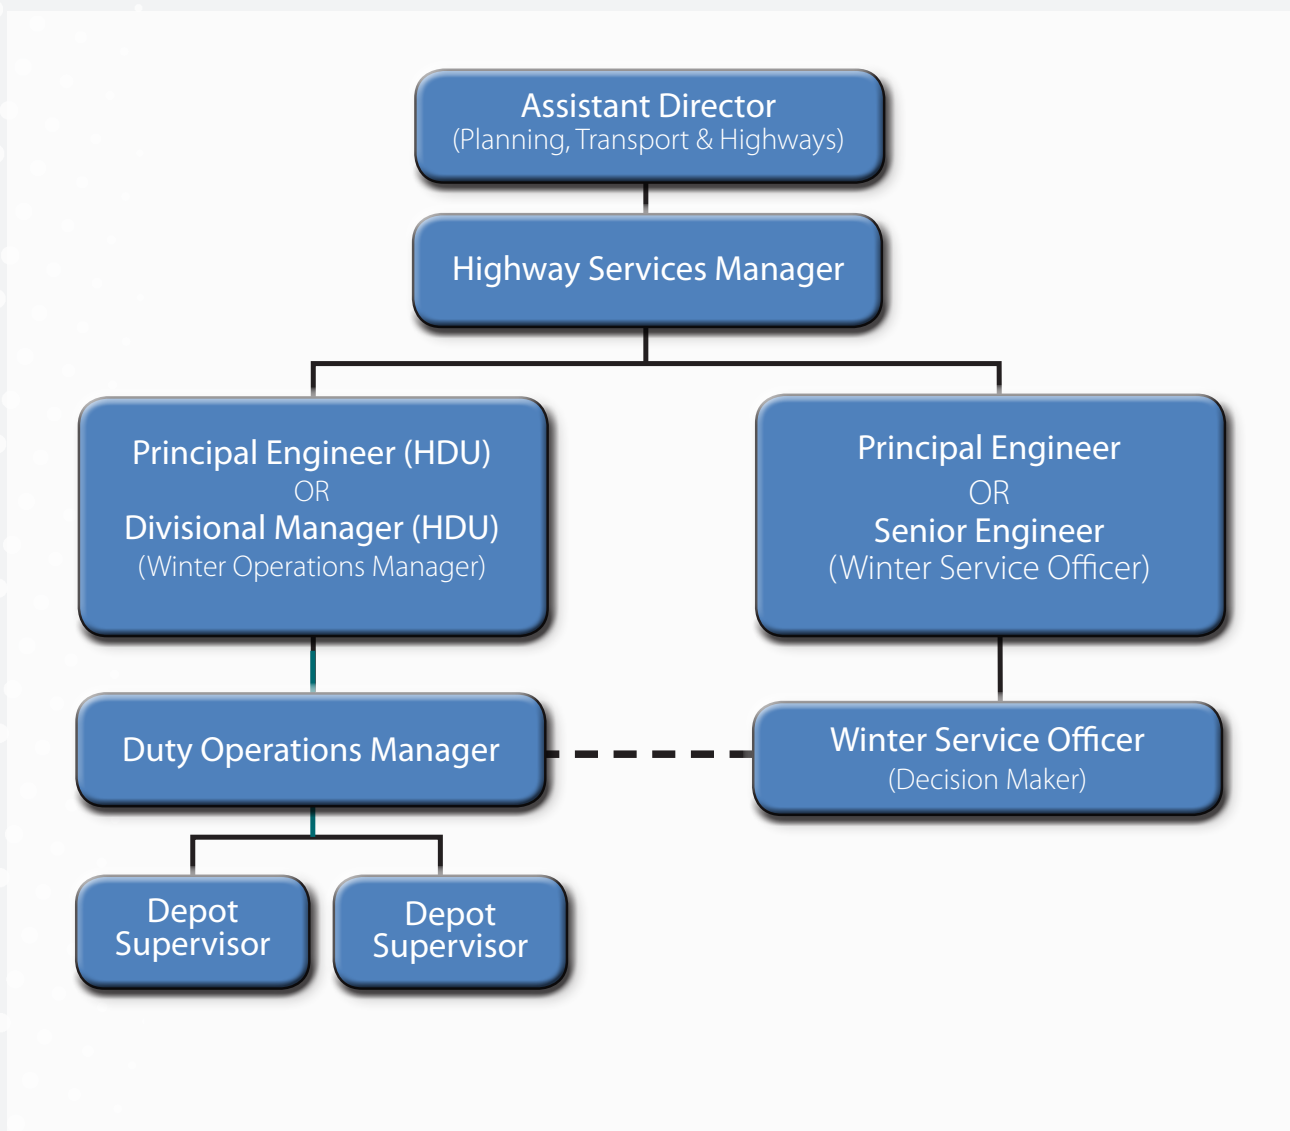 Assistant Director
(Planning, Transport & Highways)
Highway Services Manager
Principal Engineer (HDU)
OR
Divisional Manager (HDU)
(Winter Operations Manager)
Principal Engineer
OR
Senior Engineer
(Winter Service Officer)
Duty Operations Manager
Winter Service Officer
(Decision Maker)
Depot
Supervisor
Depot
Supervisor